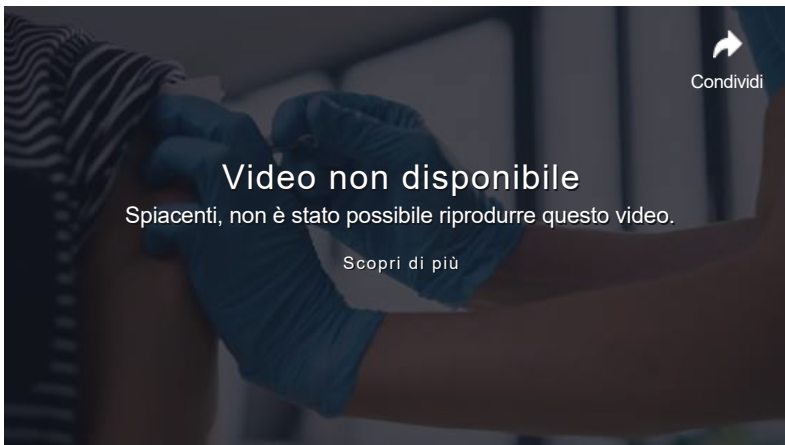 Condividi
Video non disponibile
Spiacenti, non è stato possibile riprodurre questo video.
Scopri di più